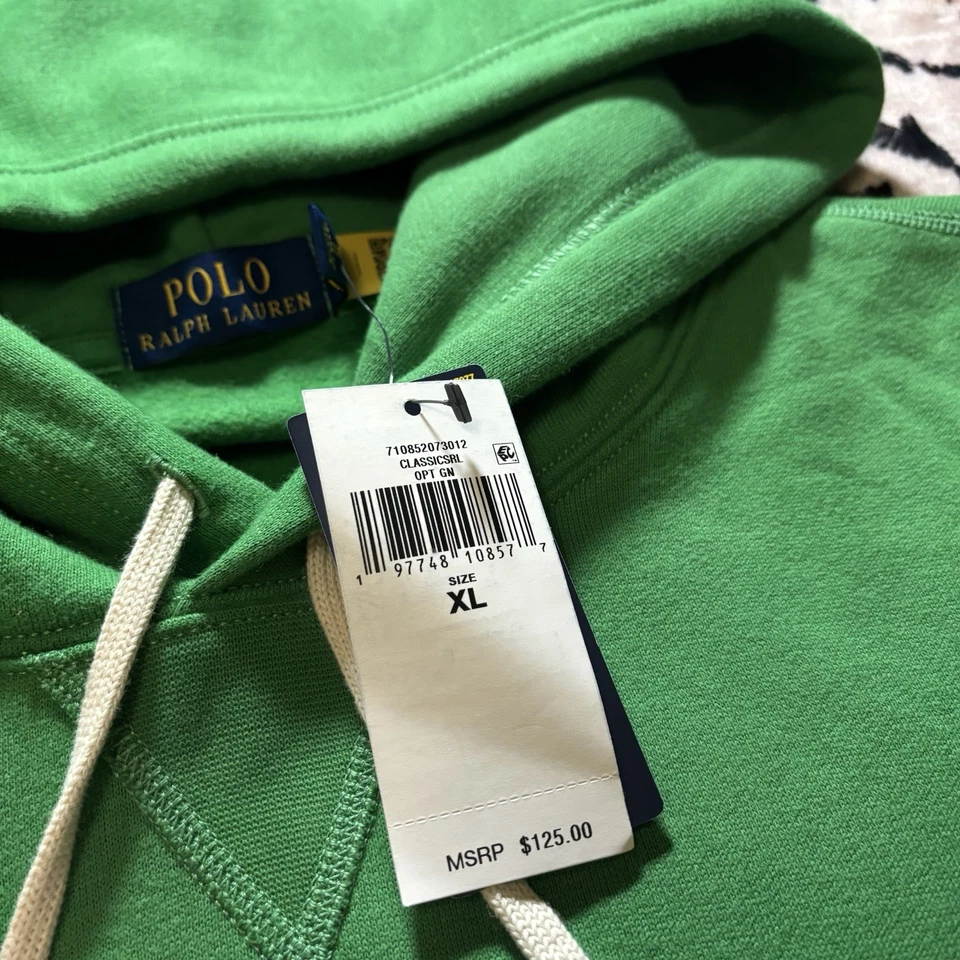 POLO
RALPH LAUREN
710852073012
CLASSICSRL
OPT GN
1 97748 10857 7
SIZE
XL
MSRP $125.00